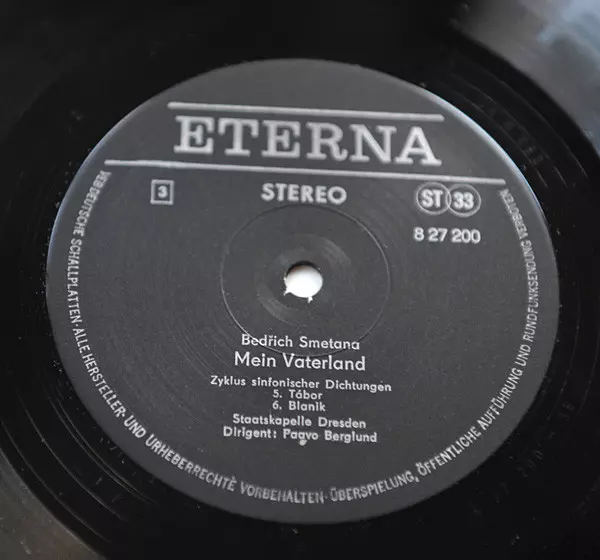 ETERNA
3
STEREO
ST 33
8 27 200
Bedřich Smetana
Mein Vaterland
Zyklus sinfonischer Dichtungen
5. Tábor
6. Blanik
Staatskapelle Dresden
Dirigent: Paavo Berglund
VEB DEUTSCHE SCHALLPLATTEN · ALLE HERSTELLER- UND URHEBERRECHTE VORBEHALTEN · ÜBERSPIELUNG, ÖFFENTLICHE AUFFÜHRUNG UND RUNDFUNKSENDUNG VERBOTEN